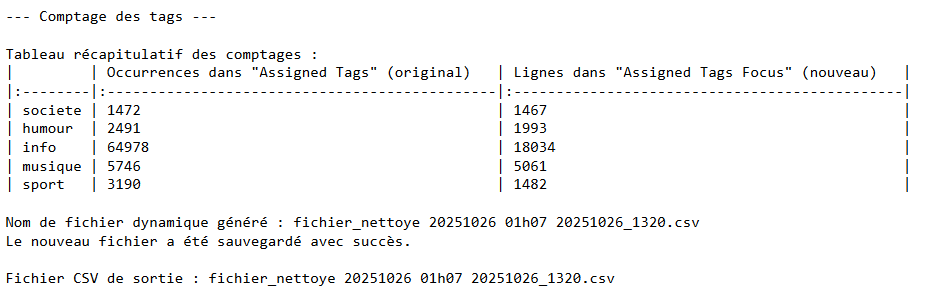 --- Comptage des tags ---
Tableau récapitulatif des comptages :
|         | Occurrences dans "Assigned Tags" (original)   | Lignes dans "Assigned Tags Focus" (nouveau)   |
|:--------|:----------------------------------------------|:----------------------------------------------|
| societe | 1472                                          | 1467                                          |
| humour  | 2491                                          | 1993                                          |
| info    | 64978                                         | 18034                                         |
| musique | 5746                                          | 5061                                          |
| sport   | 3190                                          | 1482                                          |
Nom de fichier dynamique généré : fichier_nettoye 20251026 01h07 20251026_1320.csv
Le nouveau fichier a été sauvegardé avec succès.
Fichier CSV de sortie : fichier_nettoye 20251026 01h07 20251026_1320.csv